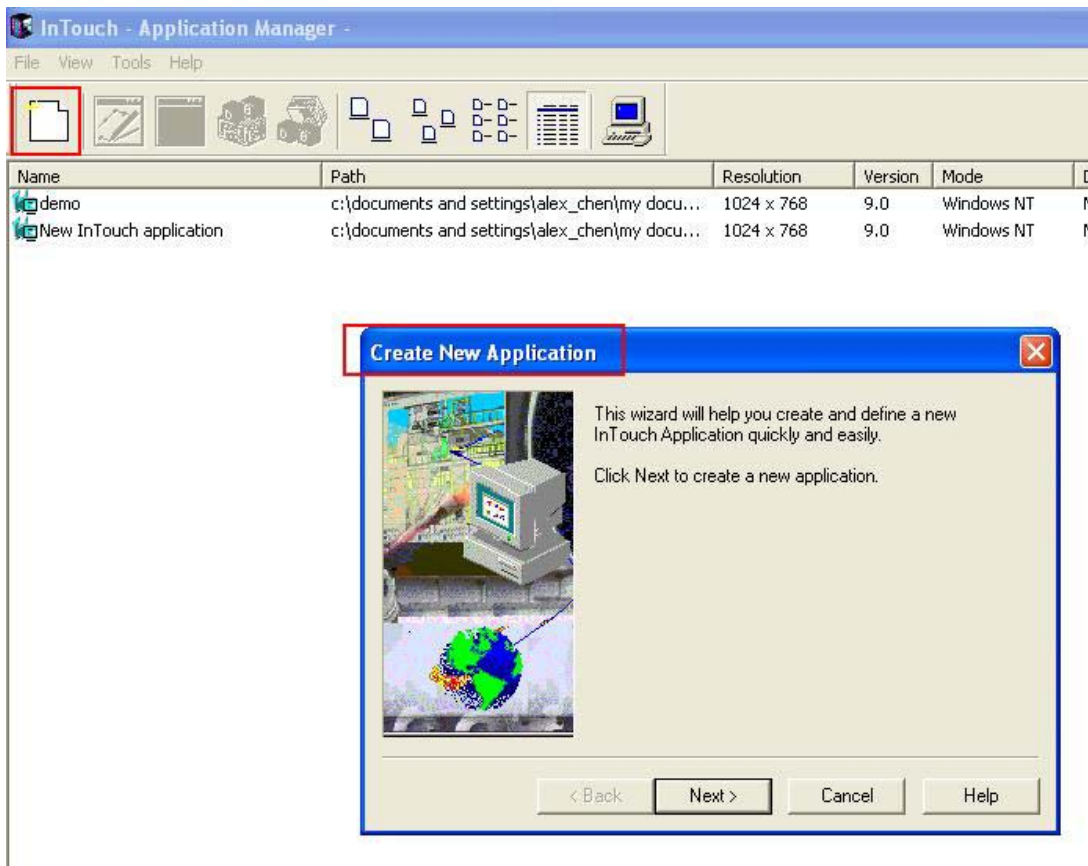 InTouch - Application Manager -
File View Tools Help
Name Path Resolution Version Mode
demo c:\documents and settings\alex_chen\my docu... 1024 x 768 9.0 Windows NT
New InTouch application c:\documents and settings\alex_chen\my docu... 1024 x 768 9.0 Windows NT
Create New Application
This wizard will help you create and define a new
InTouch Application quickly and easily.
Click Next to create a new application.
< Back Next > Cancel Help